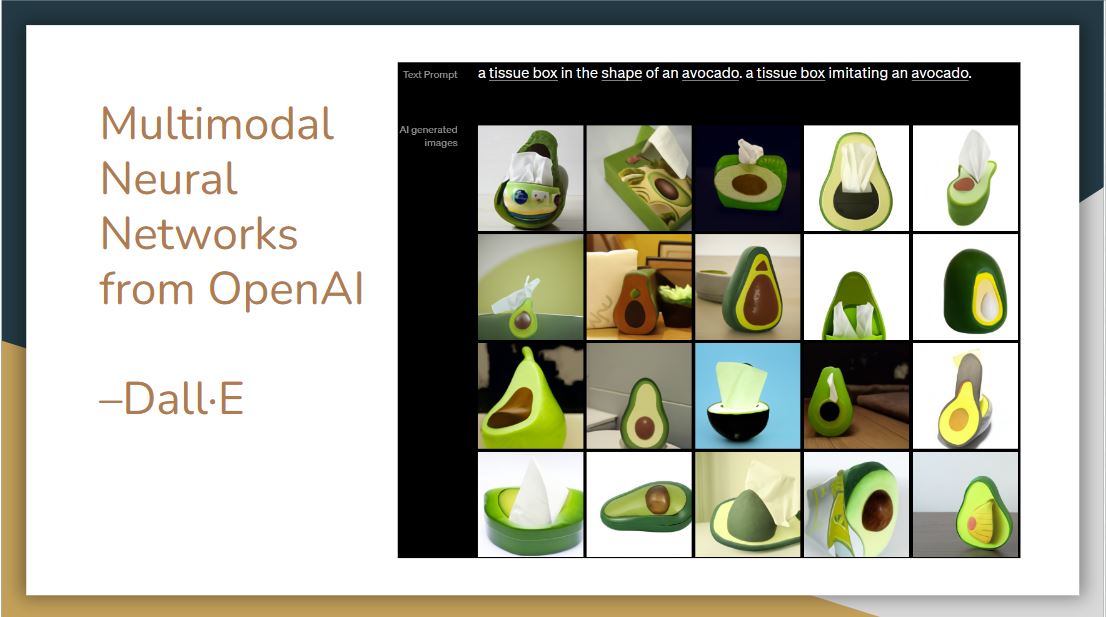 Multimodal
Neural
Networks
from OpenAI
–Dall·E
Text Prompt
a tissue box in the shape of an avocado. a tissue box imitating an avocado.
AI generated
images